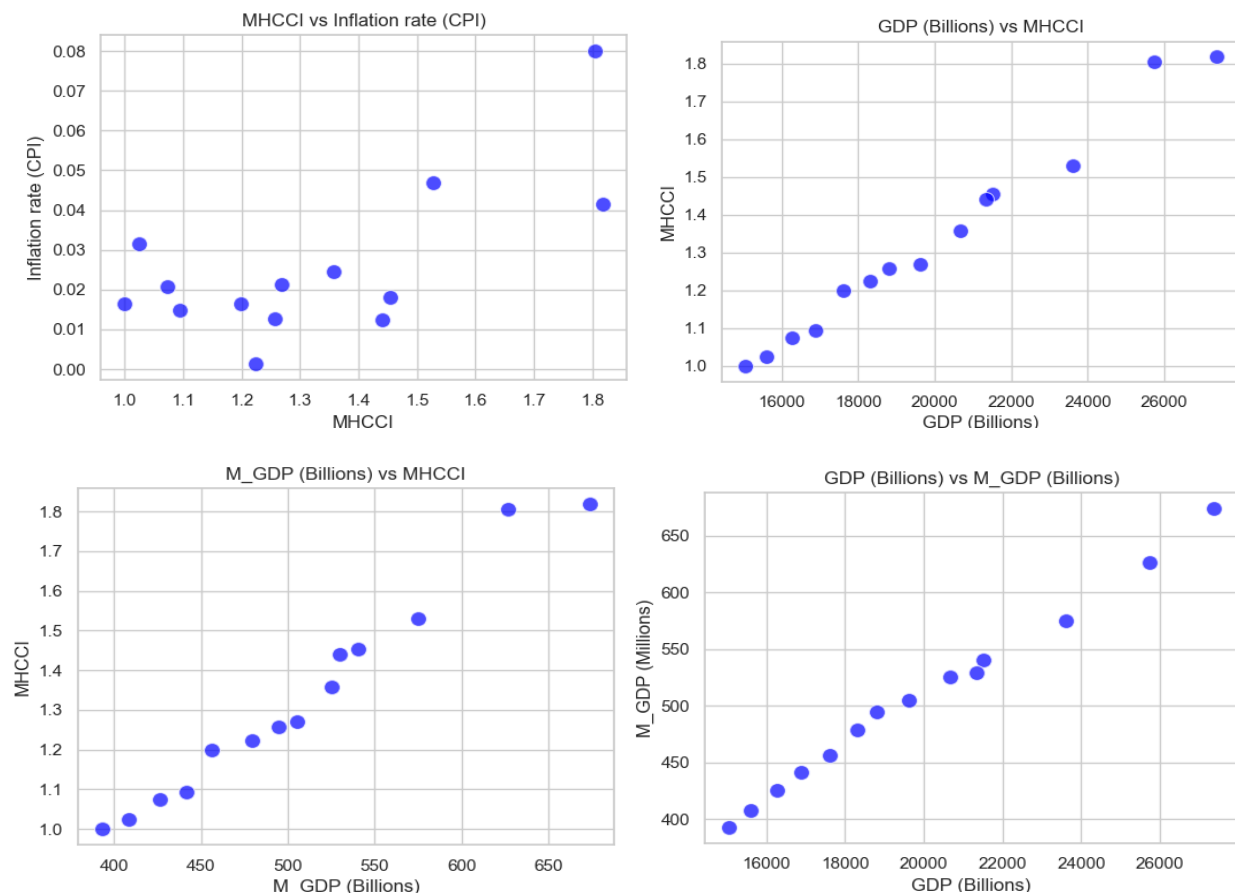 MHCCI vs Inflation rate (CPI)
0.08
0.07
0.06
0.05
0.04
0.03
0.02
0.01
0.00
Inflation rate (CPI)
1.0 1.1 1.2 1.3 1.4 1.5 1.6 1.7 1.8
MHCCI
GDP (Billions) vs MHCCI
1.8
1.7
1.6
1.5
1.4
1.3
1.2
1.1
1.0
MHCCI
16000 18000 20000 22000 24000 26000
GDP (Billions)
M_GDP (Billions) vs MHCCI
1.8
1.7
1.6
1.5
1.4
1.3
1.2
1.1
1.0
MHCCI
400 450 500 550 600 650
M_GDP (Billions)
GDP (Billions) vs M_GDP (Billions)
650
600
550
500
450
400
M_GDP (Millions)
16000 18000 20000 22000 24000 26000
GDP (Billions)